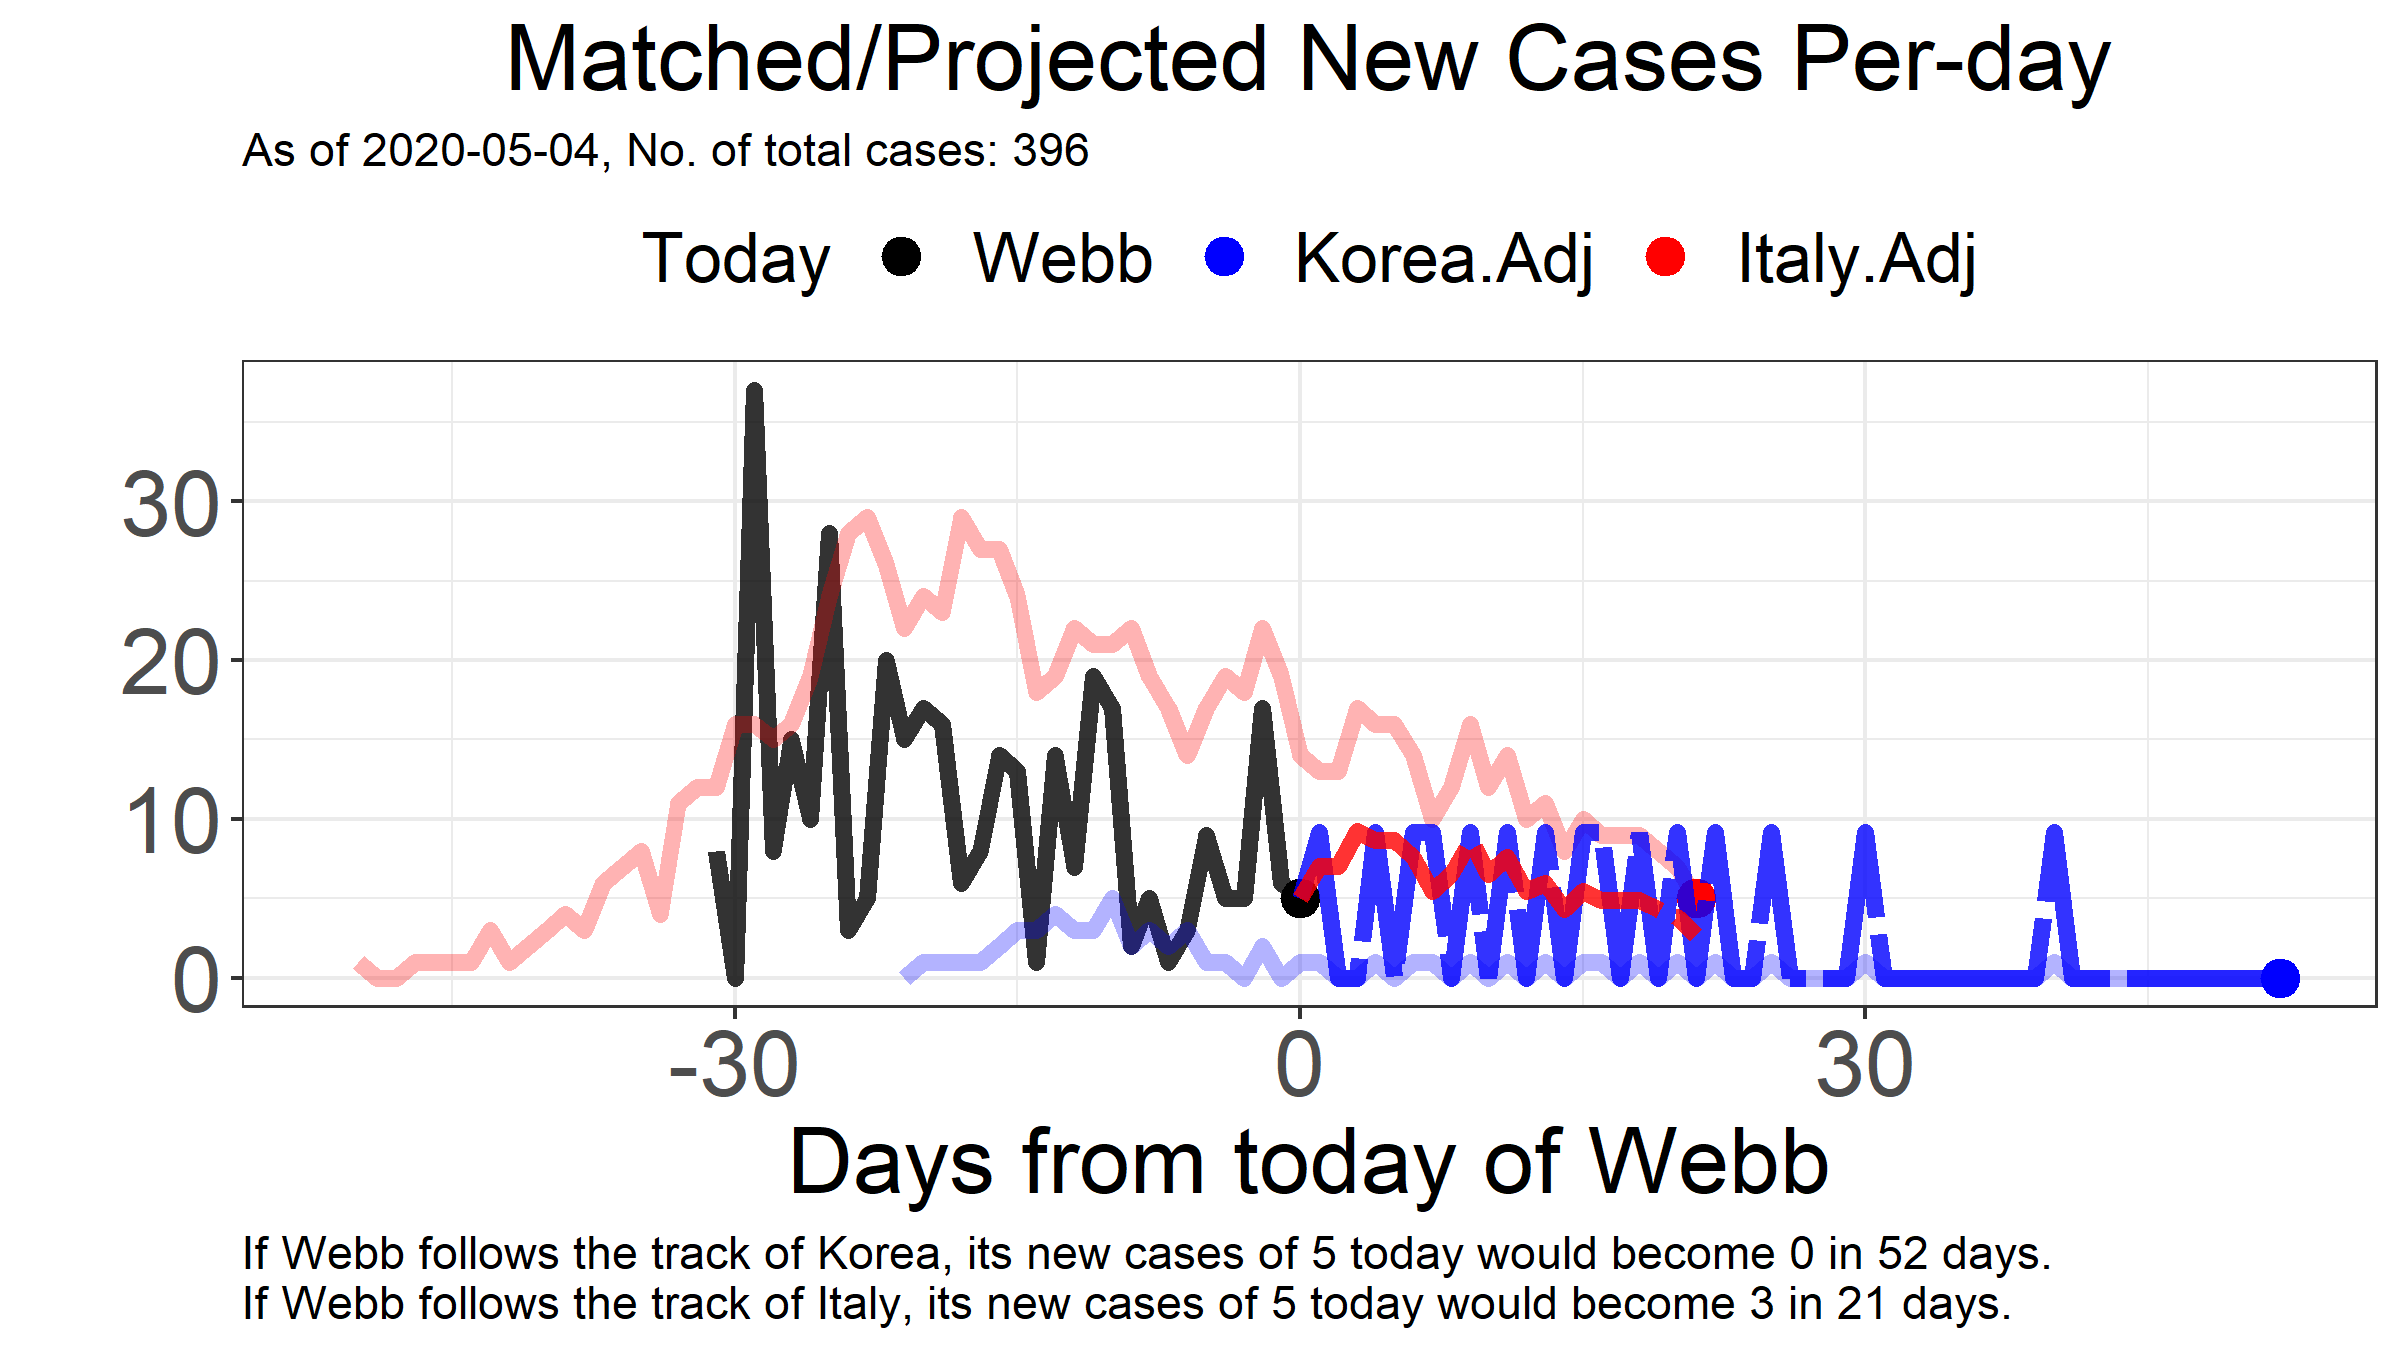 Matched/Projected New Cases Per-day
As of 2020-05-04, No. of total cases: 396
Today Webb Korea.Adj Italy.Adj
30
20
10
0
-30 0 30
Days from today of Webb
If Webb follows the track of Korea, its new cases of 5 today would become 0 in 52 days.
If Webb follows the track of Italy, its new cases of 5 today would become 3 in 21 days.